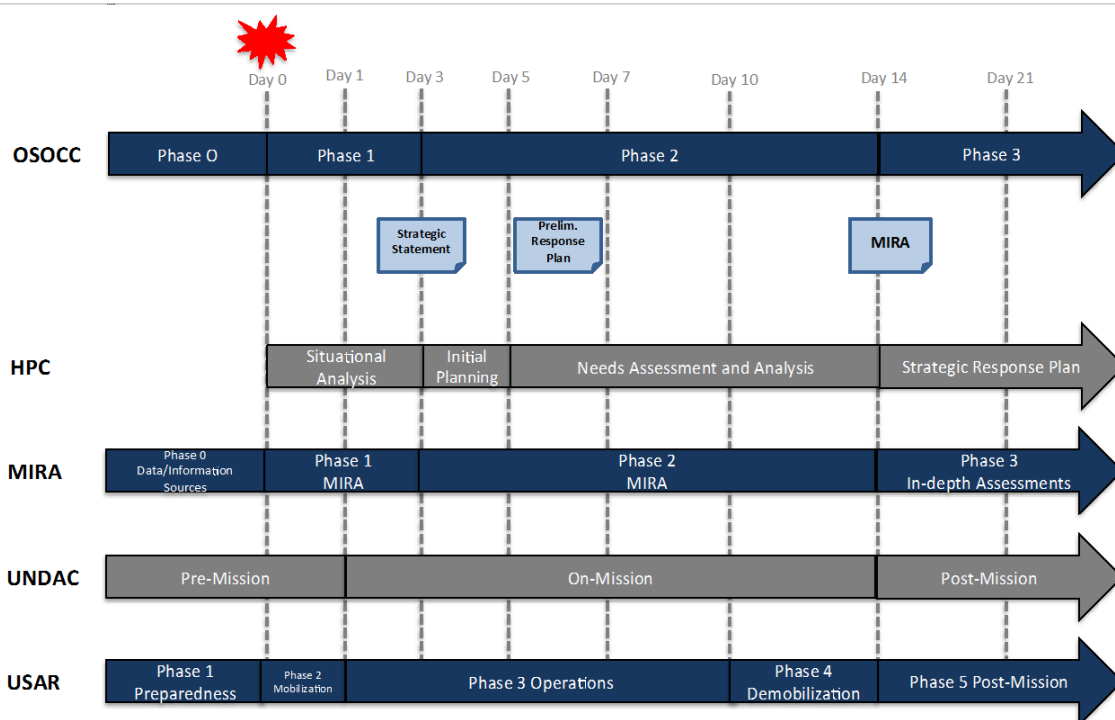 Day 0
Day 1
Day 3
Day 5
Day 7
Day 10
Day 14
Day 21
OSOCC
Phase 0
Phase 1
Phase 2
Phase 3
Strategic
Statement
Prelim.
Response
Plan
MIRA
HPC
Situational
Analysis
Initial
Planning
Needs Assessment and Analysis
Strategic Response Plan
MIRA
Phase 0
Data/Information
Sources
Phase 1
MIRA
Phase 2
MIRA
Phase 3
In-depth Assessments
UNDAC
Pre-Mission
On-Mission
Post-Mission
USAR
Phase 1
Preparedness
Phase 2
Mobilization
Phase 3 Operations
Phase 4
Demobilization
Phase 5 Post-Mission